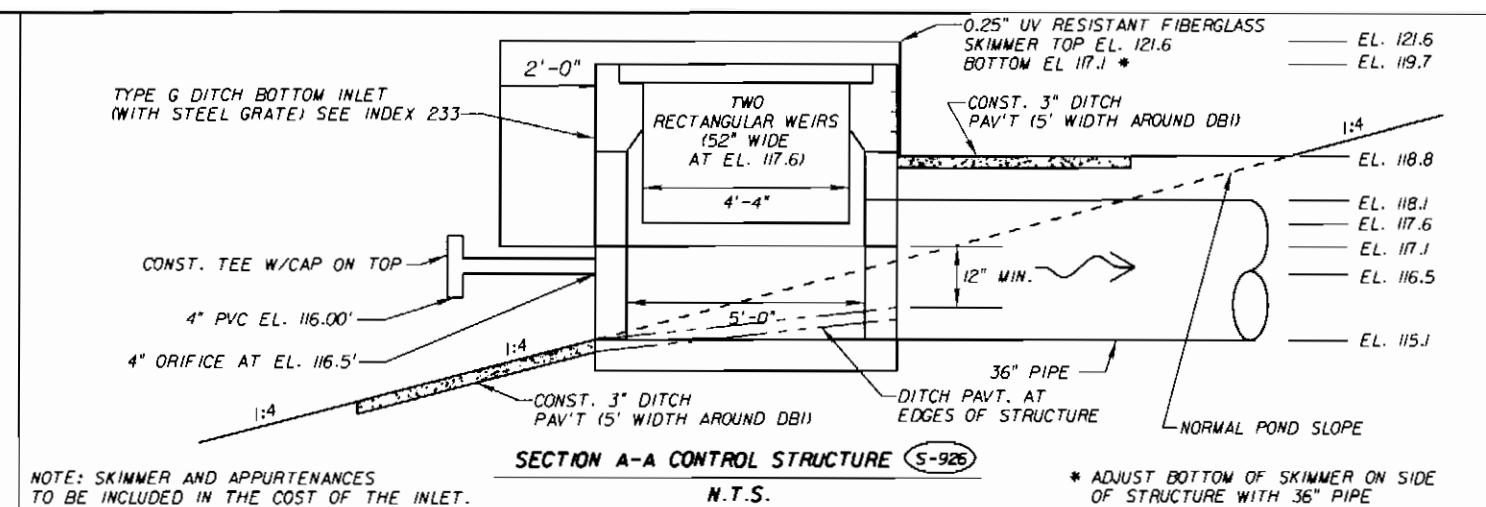 0.25" UV RESISTANT FIBERGLASS
SKIMMER TOP EL. 121.6
BOTTOM EL 117.1 *
EL. 121.6
EL. 119.7
2'-0"
TYPE G DITCH BOTTOM INLET
(WITH STEEL GRATE) SEE INDEX 233
TWO
RECTANGULAR WEIRS
(52" WIDE
AT EL. 117.6)
CONST. 3" DITCH
PAV'T (5' WIDTH AROUND DBI)
1:4
EL. 118.8
4'-4"
EL. 118.1
EL. 117.6
EL. 117.1
CONST. TEE W/CAP ON TOP
12" MIN.
EL. 116.5
4" PVC EL. 116.00'
5'-0"
4" ORIFICE AT EL. 116.5'
1:4
EL. 115.1
36" PIPE
1:4
CONST. 3" DITCH
PAV'T (5' WIDTH AROUND DBI)
DITCH PAVT. AT
EDGES OF STRUCTURE
NORMAL POND SLOPE
SECTION A-A CONTROL STRUCTURE S-926
N.T.S.
NOTE: SKIMMER AND APPURTENANCES
TO BE INCLUDED IN THE COST OF THE INLET.
* ADJUST BOTTOM OF SKIMMER ON SIDE
OF STRUCTURE WITH 36" PIPE